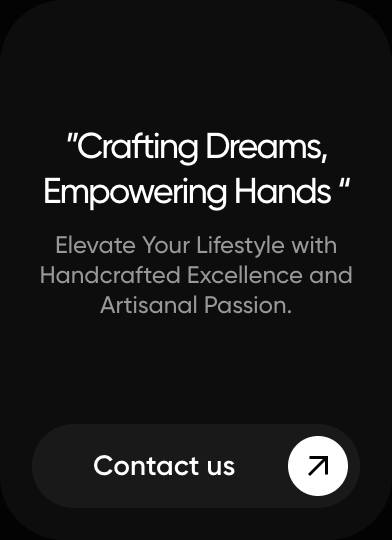 ”Crafting Dreams,
Empowering Hands “
Elevate Your Lifestyle with
Handcrafted Excellence and
Artisanal Passion.
Contact us